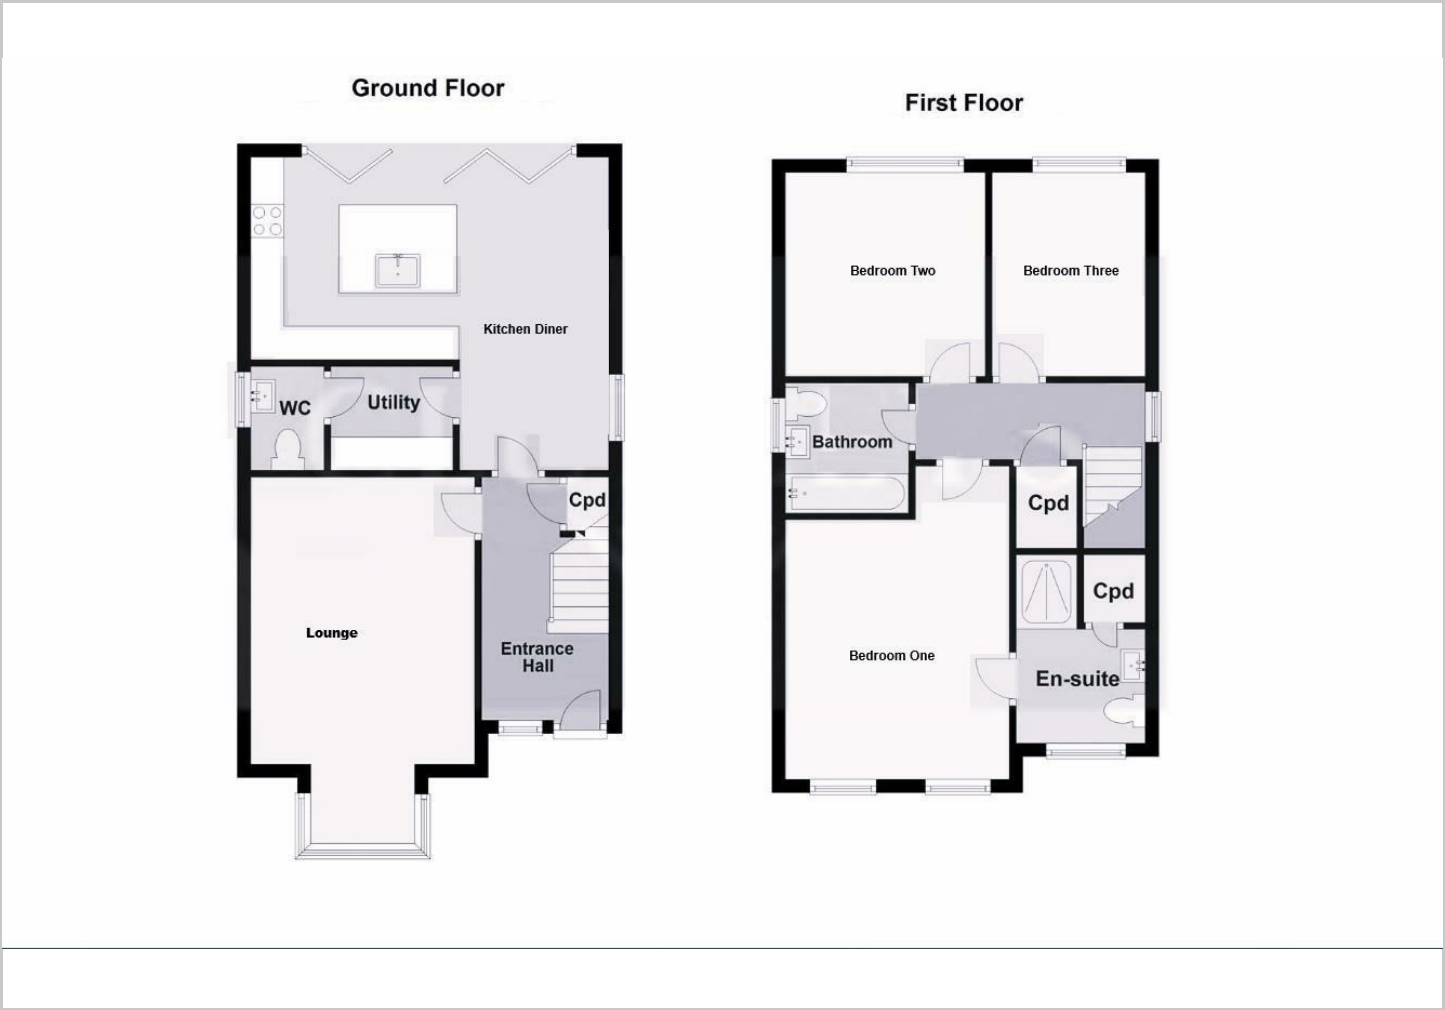 Ground Floor
First Floor
Bedroom Two
Bedroom Three
Kitchen Diner
WC
Utility
Bathroom
Cpd
Cpd
Cpd
Lounge
Entrance
Hall
Bedroom One
En-suite